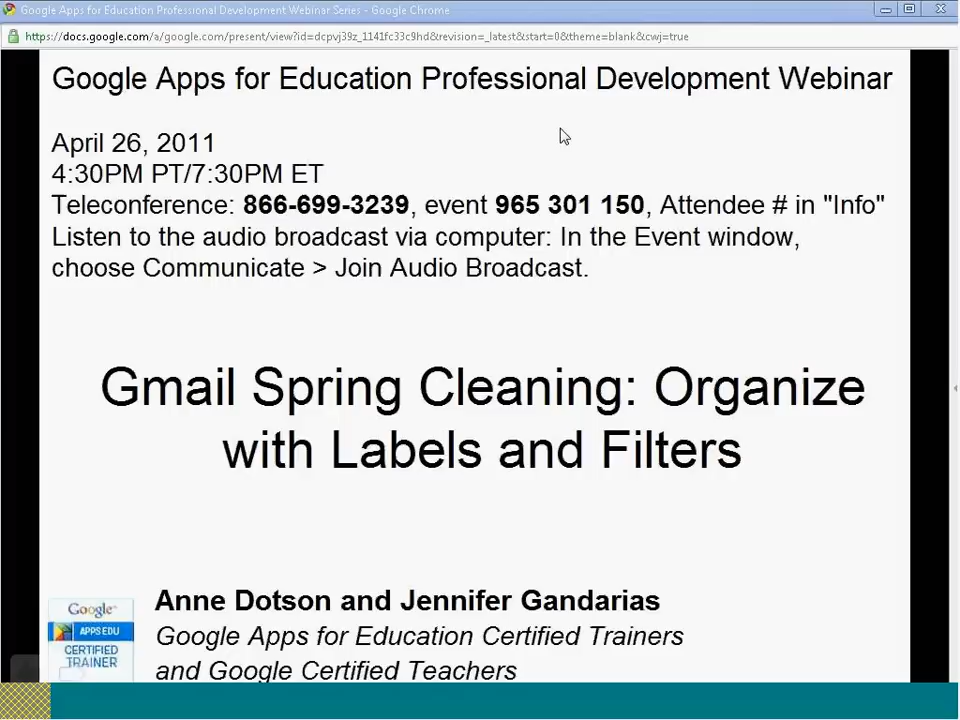 Google Apps for Education Professional Development Webinar Series - Google Chrome
https://docs.google.com/a/google.com/present/view?id=dcpvj39z_1141fc33c9hd&revision=_latest&start=0&theme=blank&cwj=true
Google Apps for Education Professional Development Webinar
April 26, 2011
4:30PM PT/7:30PM ET
Teleconference: 866-699-3239, event 965 301 150, Attendee # in "Info"
Listen to the audio broadcast via computer: In the Event window,
choose Communicate > Join Audio Broadcast.
Gmail Spring Cleaning: Organize
with Labels and Filters
Anne Dotson and Jennifer Gandarias
Google Apps for Education Certified Trainers
and Google Certified Teachers
Google
APPS EDU
CERTIFIED
TRAINER